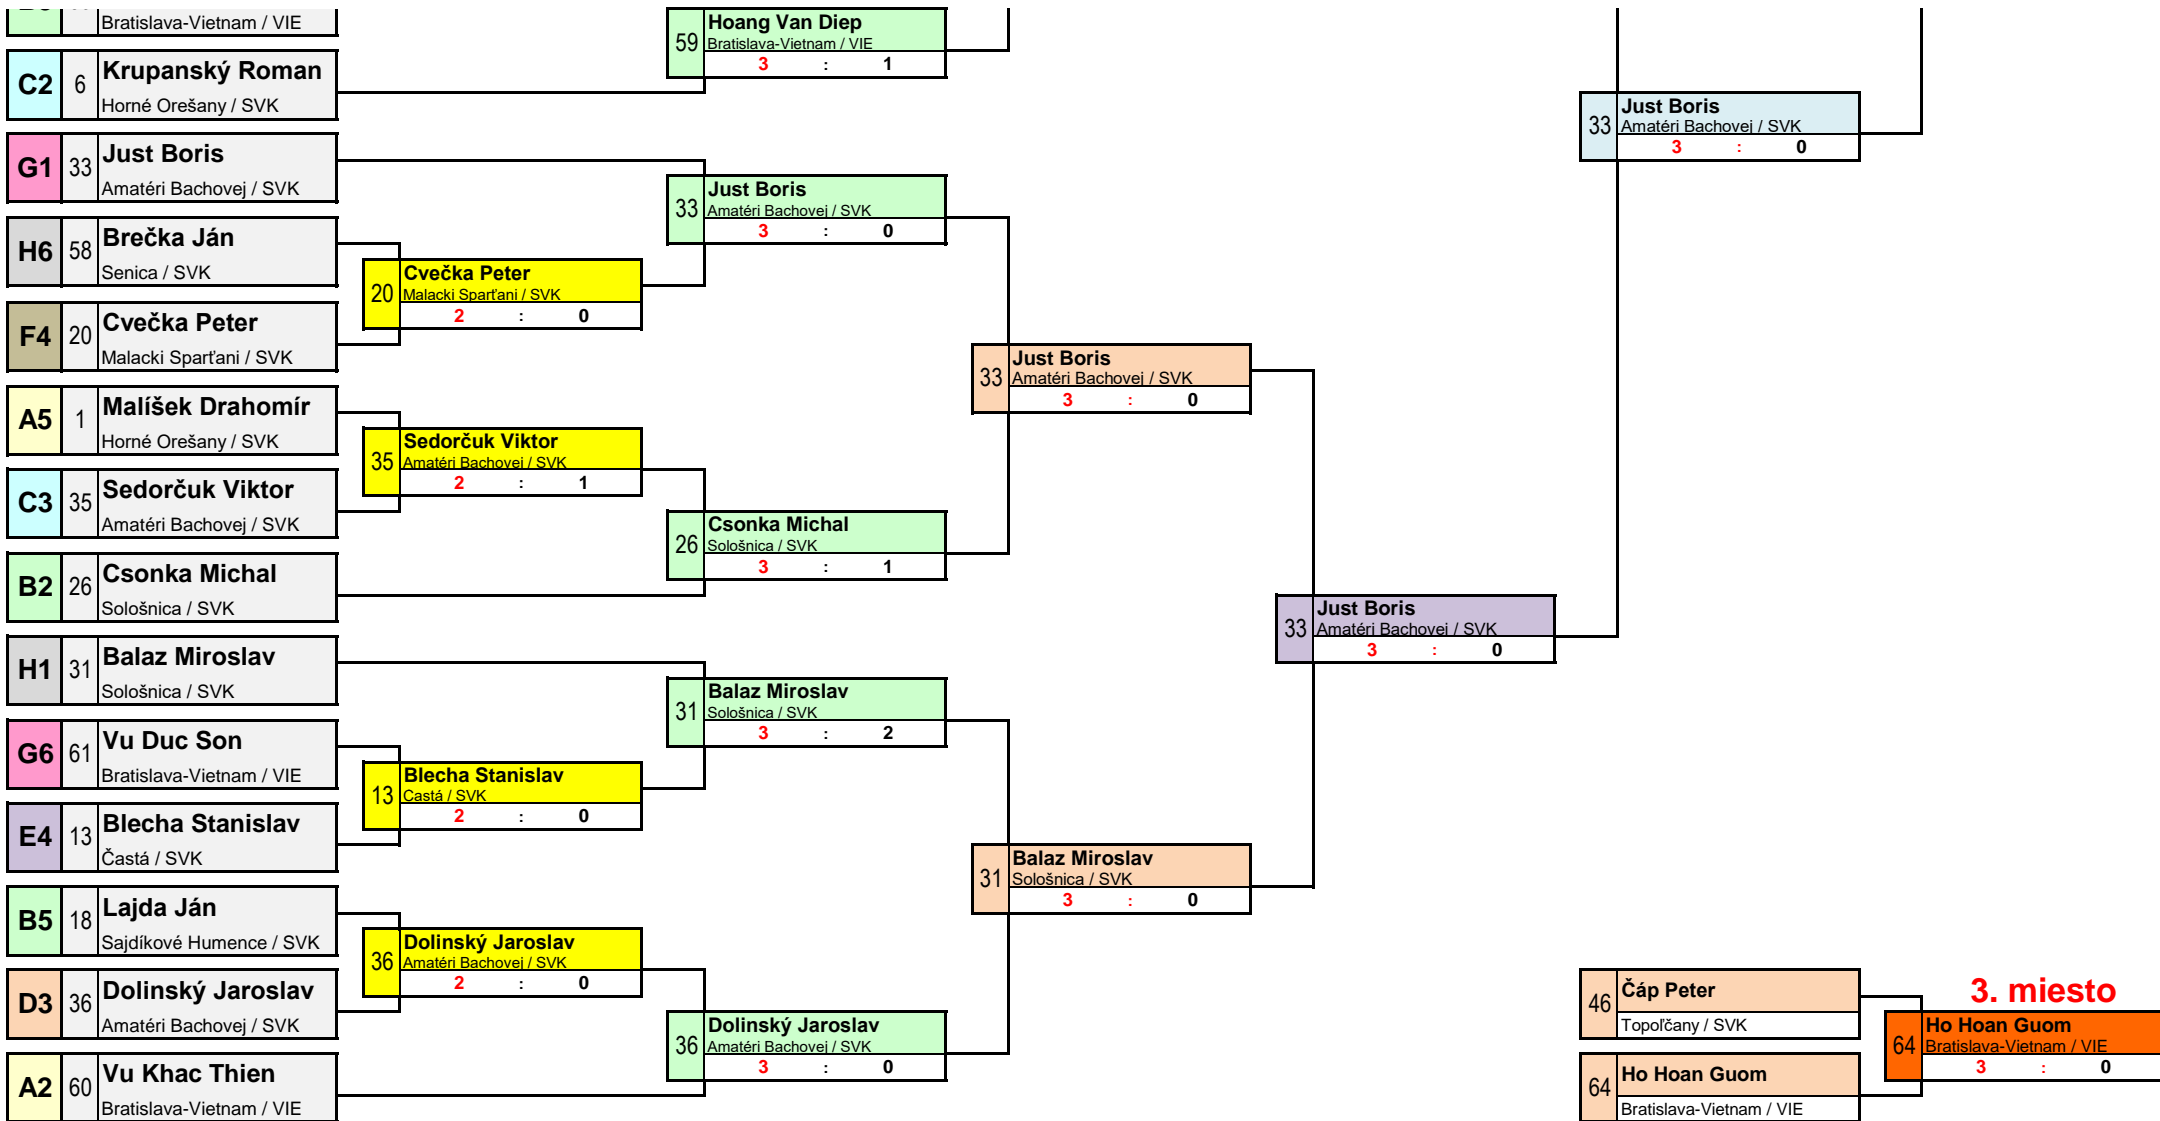 Bratislava-Vietnam / VIE
C2 6 Krupanský Roman
Horné Orešany / SVK
G1 33 Just Boris
Amatéri Bachovej / SVK
H6 58 Brečka Ján
Senica / SVK
F4 20 Cvečka Peter
Malacki Sparťani / SVK
A5 1 Malíšek Drahomír
Horné Orešany / SVK
C3 35 Sedorčuk Viktor
Amatéri Bachovej / SVK
B2 26 Csonka Michal
Sološnica / SVK
H1 31 Balaz Miroslav
Sološnica / SVK
G6 61 Vu Duc Son
Bratislava-Vietnam / VIE
E4 13 Blecha Stanislav
Častá / SVK
B5 18 Lajda Ján
Sajdíkové Humence / SVK
D3 36 Dolinský Jaroslav
Amatéri Bachovej / SVK
A2 60 Vu Khac Thien
Bratislava-Vietnam / VIE
20 Cvečka Peter
Malacki Sparťani / SVK
2 : 0
35 Sedorčuk Viktor
Amatéri Bachovej / SVK
2 : 1
13 Blecha Stanislav
Častá / SVK
2 : 0
36 Dolinský Jaroslav
Amatéri Bachovej / SVK
2 : 0
59 Hoang Van Diep
Bratislava-Vietnam / VIE
3 : 1
33 Just Boris
Amatéri Bachovej / SVK
3 : 0
26 Csonka Michal
Sološnica / SVK
3 : 1
31 Balaz Miroslav
Sološnica / SVK
3 : 2
36 Dolinský Jaroslav
Amatéri Bachovej / SVK
3 : 0
33 Just Boris
Amatéri Bachovej / SVK
3 : 0
31 Balaz Miroslav
Sološnica / SVK
3 : 0
33 Just Boris
Amatéri Bachovej / SVK
3 : 0
33 Just Boris
Amatéri Bachovej / SVK
3 : 0
46 Čáp Peter
Topoľčany / SVK
64 Ho Hoan Guom
Bratislava-Vietnam / VIE
3. miesto
64 Ho Hoan Guom
Bratislava-Vietnam / VIE
3 : 0